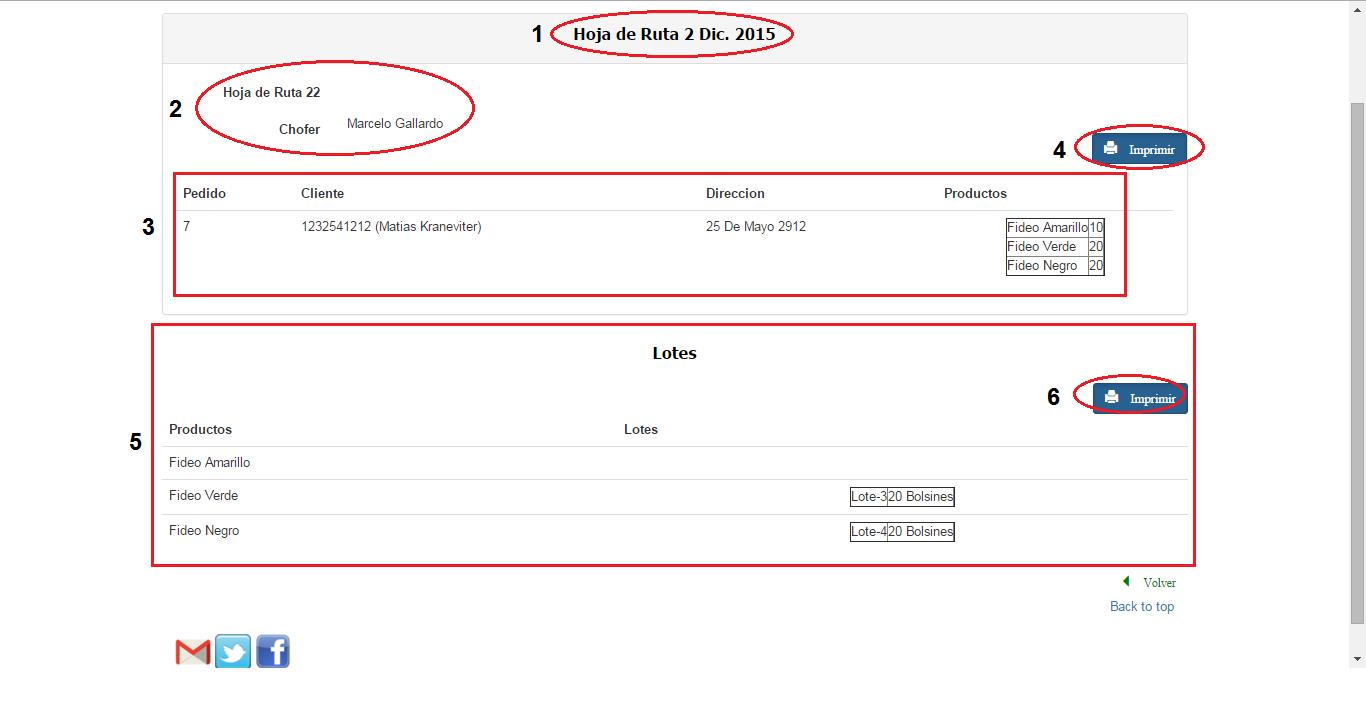 1 Hoja de Ruta 2 Dic. 2015
2 Hoja de Ruta 22
Chofer Marcelo Gallardo
4 Imprimir
3
Pedido Cliente Direccion Productos
7 1232541212 (Matias Kraneviter) 25 De Mayo 2912 Fideo Amarillo 10
Fideo Verde 20
Fideo Negro 20
Lotes
6 Imprimir
5
Productos Lotes
Fideo Amarillo
Fideo Verde Lote-3 20 Bolsines
Fideo Negro Lote-4 20 Bolsines
Volver
Back to top